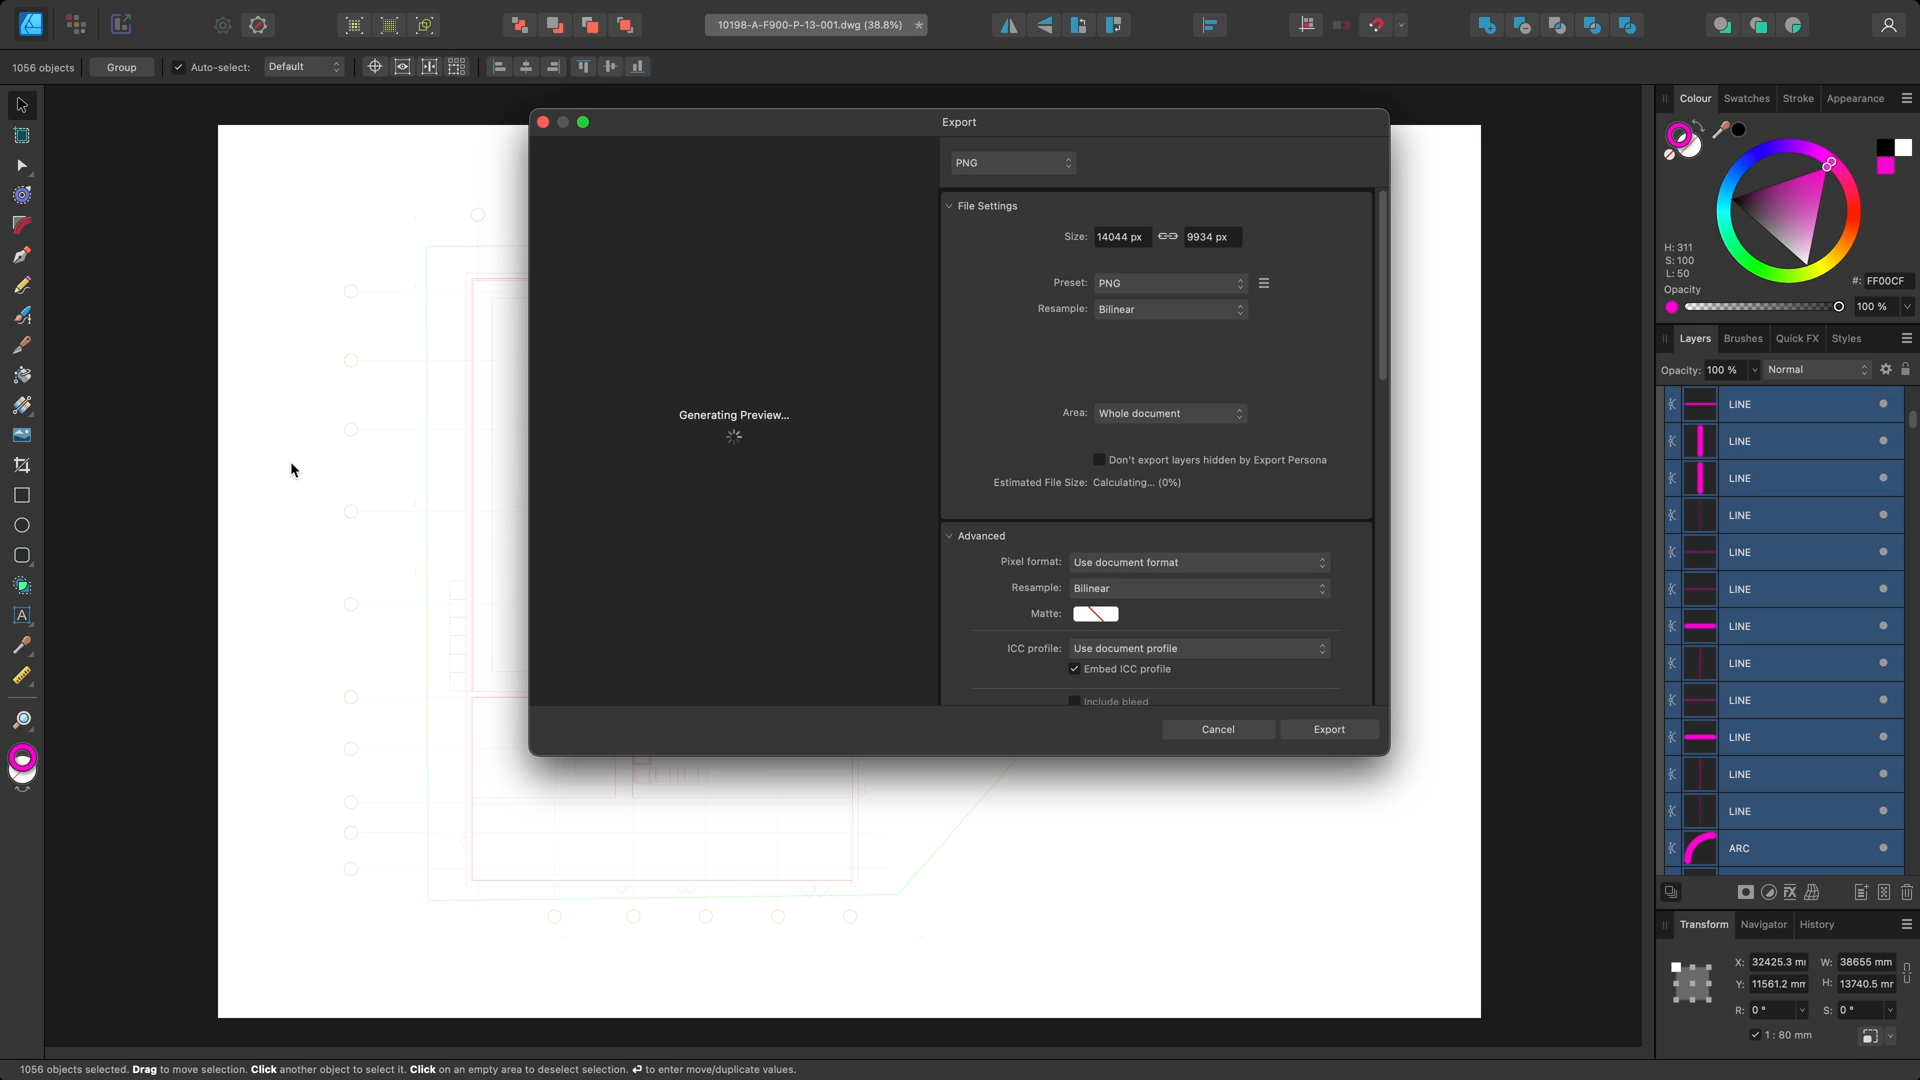 10198-A-F900-P-13-001.dwg (38.8%)
1056 objects
Group
Auto-select:
Default
Export
PNG
File Settings
Size: 14044 px 9934 px
Preset: PNG
Resample: Bilinear
Generating Preview...
Area: Whole document
Don't export layers hidden by Export Persona
Estimated File Size: Calculating... (0%)
Advanced
Pixel format: Use document format
Resample: Bilinear
Matte:
ICC profile: Use document profile
Embed ICC profile
Include bleed
Cancel
Export
Colour Swatches Stroke Appearance
H: 311
S: 100
L: 50
#: FF00CF
Opacity
100 %
Layers Brushes Quick FX Styles
Opacity: 100 % Normal
LINE
LINE
LINE
LINE
LINE
LINE
LINE
LINE
LINE
LINE
LINE
LINE
ARC
Transform Navigator History
X: 32425.3 m W: 38655 mm
Y: 11561.2 mm H: 13740.5 mr
R: 0 ° S: 0 °
1 : 80 mm
1056 objects selected. Drag to move selection. Click another object to select it. Click on an empty area to deselect selection. ⏎ to enter move/duplicate values.